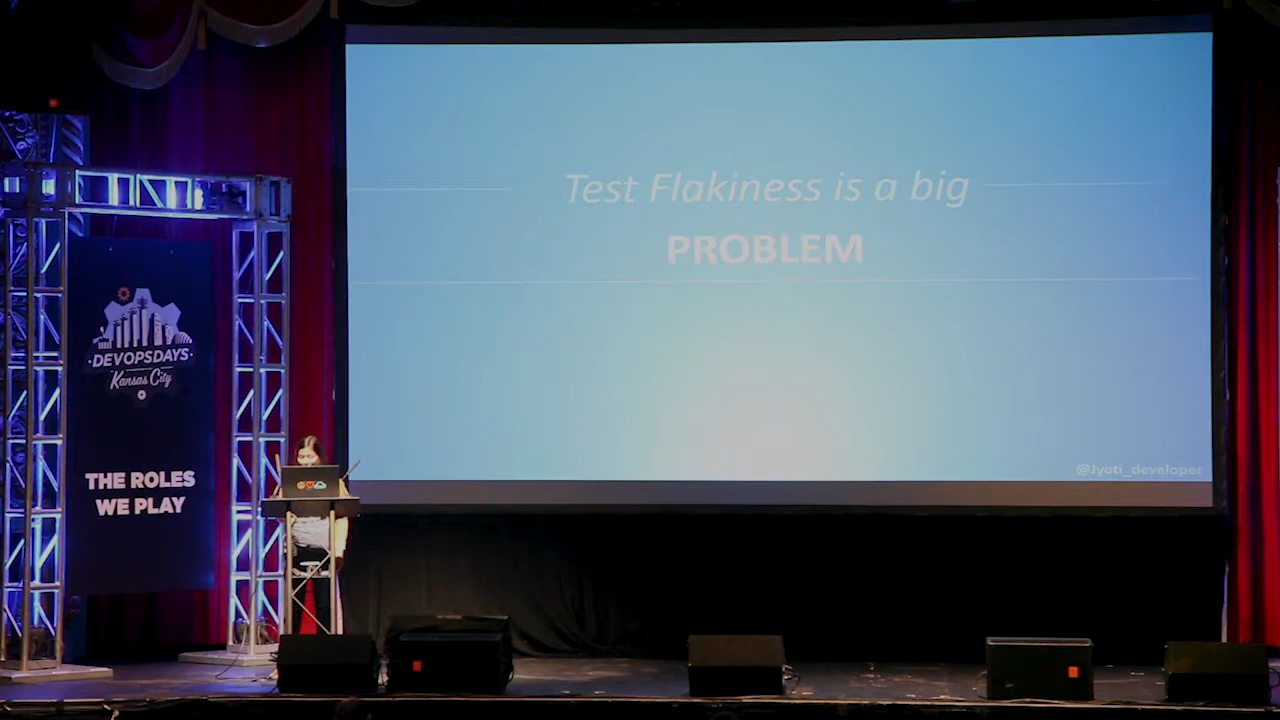 Test Flakiness is a big
PROBLEM
@Jyoti_developer
DEVOPSDAYS
Kansas City
THE ROLES
WE PLAY